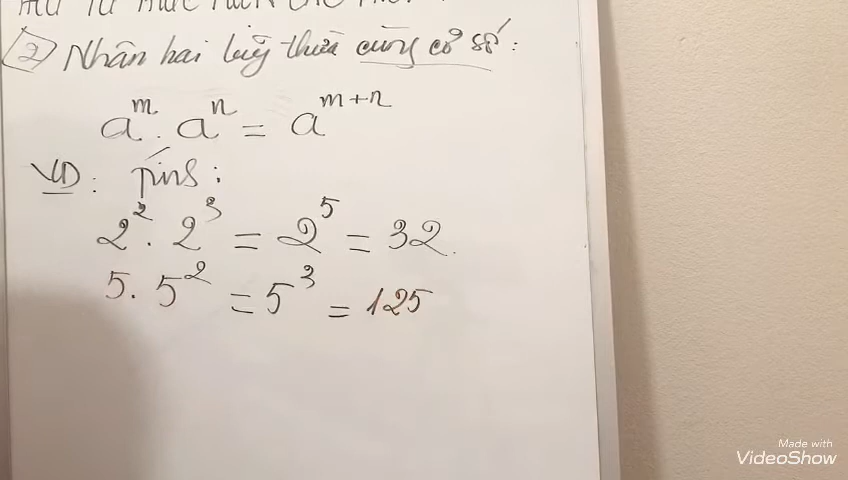 2) Nhân hai luỹ thừa cùng cơ số:
a^m . a^n = a^(m+n)
VD: Tính:
2^2 . 2^3 = 2^5 = 32.
5. 5^2 = 5^3 = 125
Made with
VideoShow